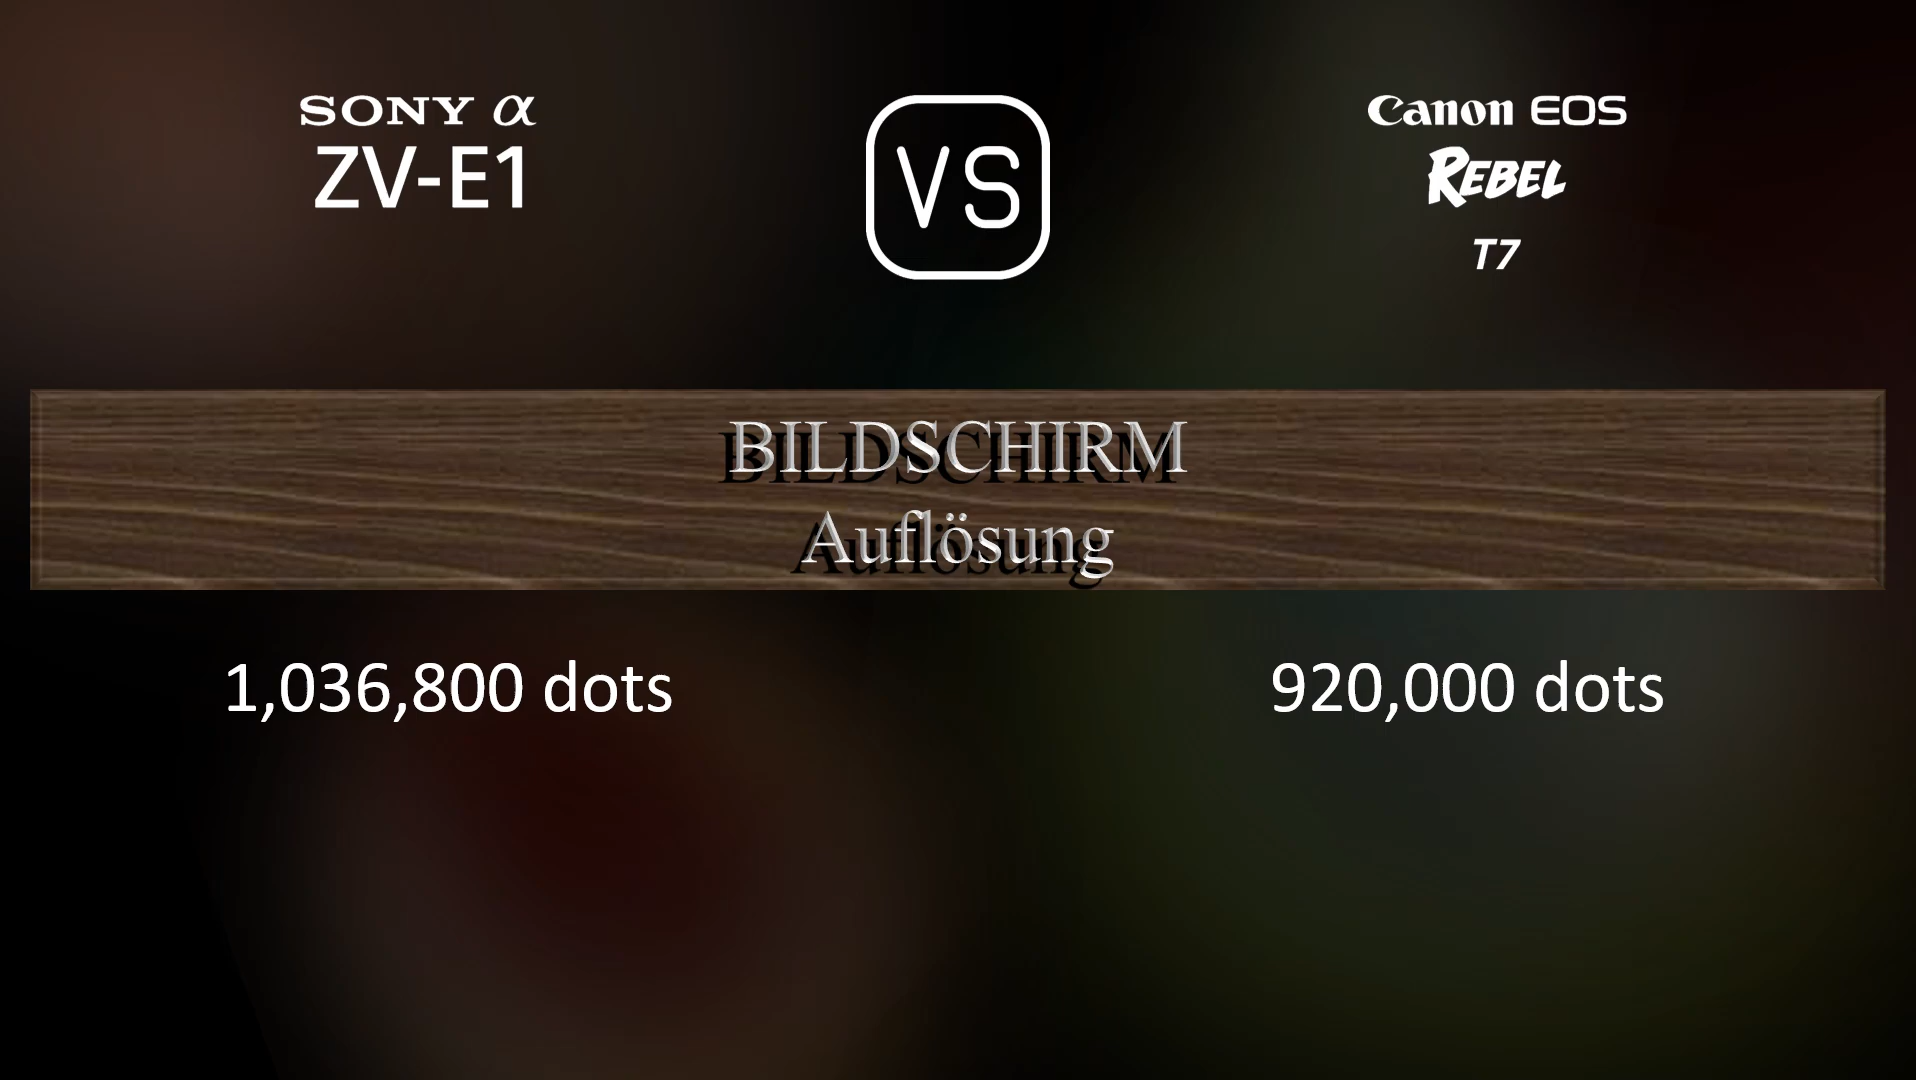 SONY α
ZV-E1
VS
Canon EOS
REBEL
T7
BILDSCHIRM
Auflösung
1,036,800 dots
920,000 dots